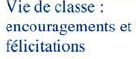 Vie de classe :
encouragements et
félicitations